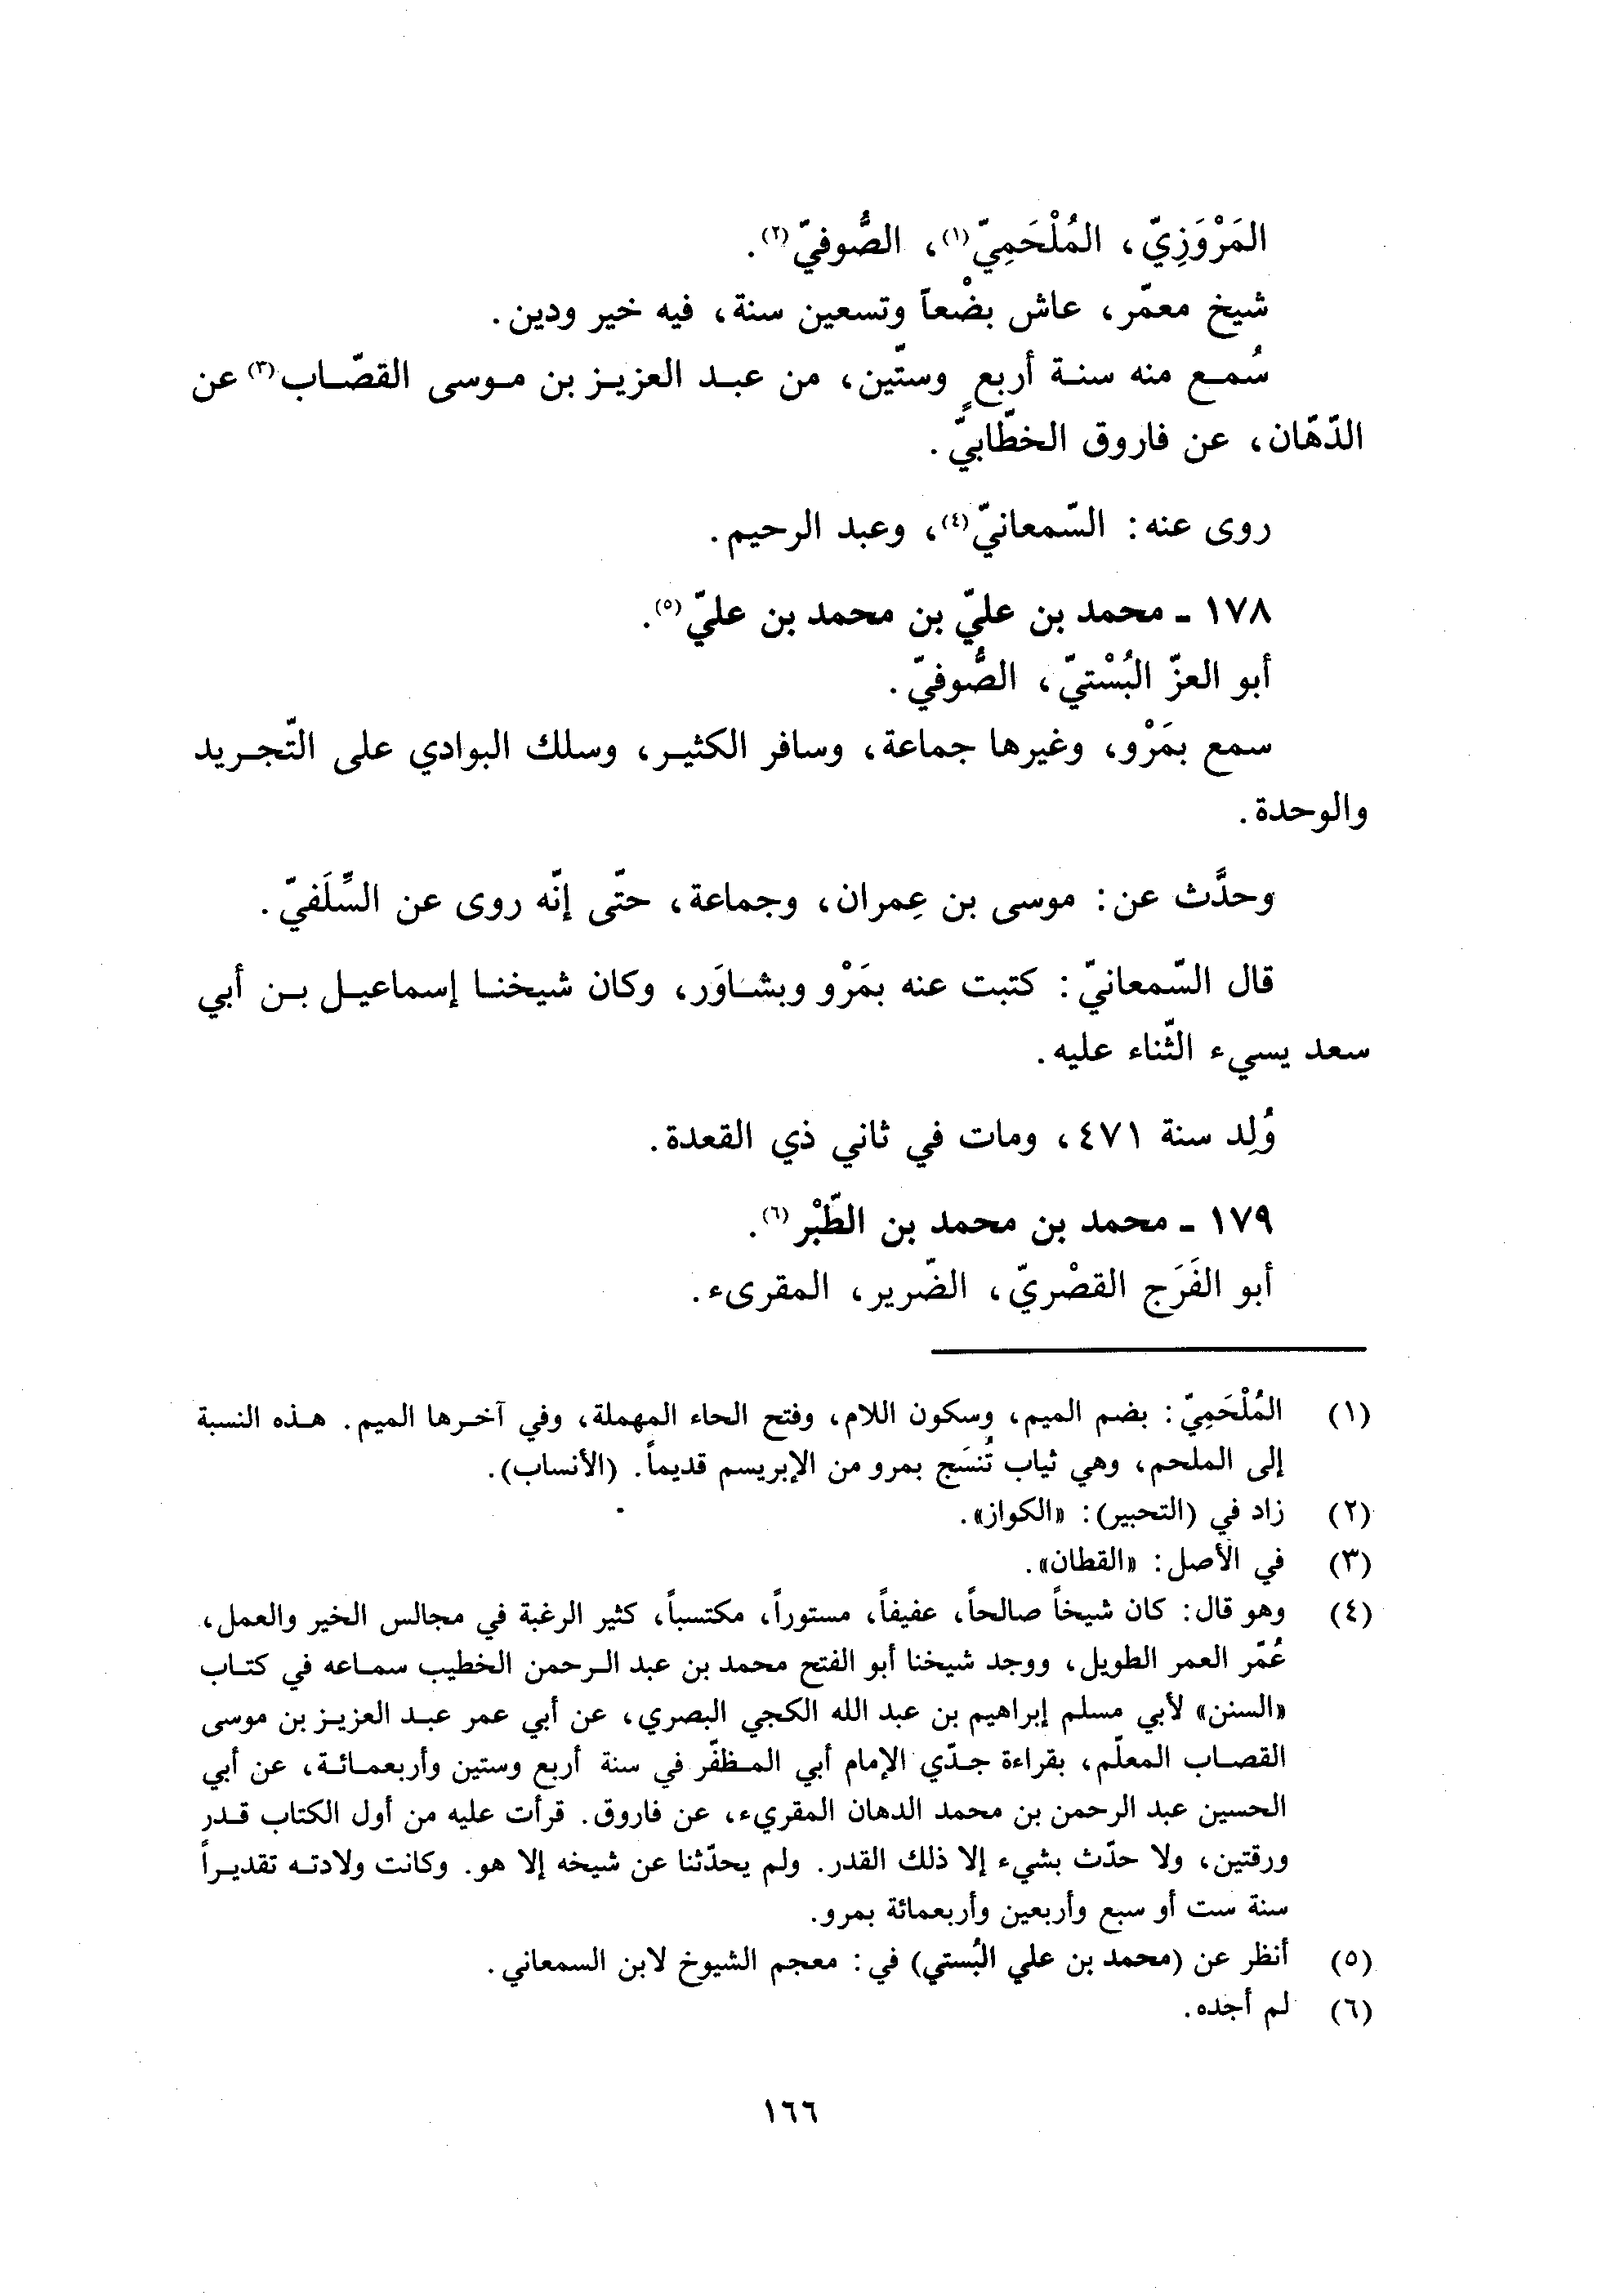 المَرْوَزِيّ، المُلْحَمِيّ(١)، الصُّوفيّ(٢).
شيخ معمّر، عاش بضْعاً وتسعين سنة، فيه خير ودين.
سُمع منه سنة أربعٍ وستّين، من عبد العزيز بن موسى القصّاب(٣) عن
الدّهّان، عن فاروق الخطّابيّ.
روى عنه: السّمعانيّ(٤)، وعبد الرحيم.
١٧٨ ـ محمد بن عليّ بن محمد بن عليّ(٥).
أبو العزّ البُسْتيّ، الصُّوفيّ.
سمع بمَرْو، وغيرها جماعة، وسافر الكثير، وسلك البوادي على التّجريد
والوحدة.
وحدَّث عن: موسى بن عِمران، وجماعة، حتّى إنّه روى عن السِّلَفيّ.
قال السّمعانيّ: كتبت عنه بمَرْو وبشاوَر، وكان شيخنا إسماعيل بن أبي
سعد يسيء الثّناء عليه.
وُلِد سنة ٤٧١، ومات في ثاني ذي القعدة.
١٧٩ ـ محمد بن محمد بن الطّبْر(٦).
أبو الفَرَج القصْريّ، الضّرير، المقرىء.
(١) المُلْحَمِيّ: بضم الميم، وسكون اللام، وفتح الحاء المهملة، وفي آخرها الميم. هذه النسبة
إلى الملحم، وهي ثياب تُنسَج بمرو من الإبريسم قديماً. (الأنساب).
(٢) زاد في (التحبير): «الكواز».
(٣) في الأصل: «القطان».
(٤) وهو قال: كان شيخاً صالحاً، عفيفاً، مستوراً، مكتسباً، كثير الرغبة في مجالس الخير والعمل،
عُمّر العمر الطويل، ووجد شيخنا أبو الفتح محمد بن عبد الرحمن الخطيب سماعه في كتاب
«السنن» لأبي مسلم إبراهيم بن عبد الله الكجي البصري، عن أبي عمر عبد العزيز بن موسى
القصاب المعلّم، بقراءة جدّي الإمام أبي المظفّر في سنة أربع وستين وأربعمائة، عن أبي
الحسين عبد الرحمن بن محمد الدهان المقريء، عن فاروق. قرأت عليه من أول الكتاب قدر
ورقتين، ولا حدّث بشيء إلا ذلك القدر. ولم يحدّثنا عن شيخه إلا هو. وكانت ولادته تقديراً
سنة ست أو سبع وأربعين وأربعمائة بمرو.
(٥) أنظر عن (محمد بن علي البُستي) في: معجم الشيوخ لابن السمعاني.
(٦) لم أجده.
١٦٦